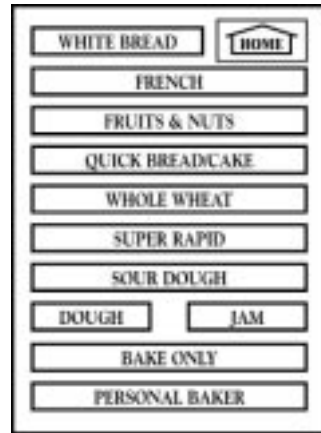 WHITE BREAD HOME
FRENCH
FRUITS & NUTS
QUICK BREAD/CAKE
WHOLE WHEAT
SUPER RAPID
SOUR DOUGH
DOUGH JAM
BAKE ONLY
PERSONAL BAKER